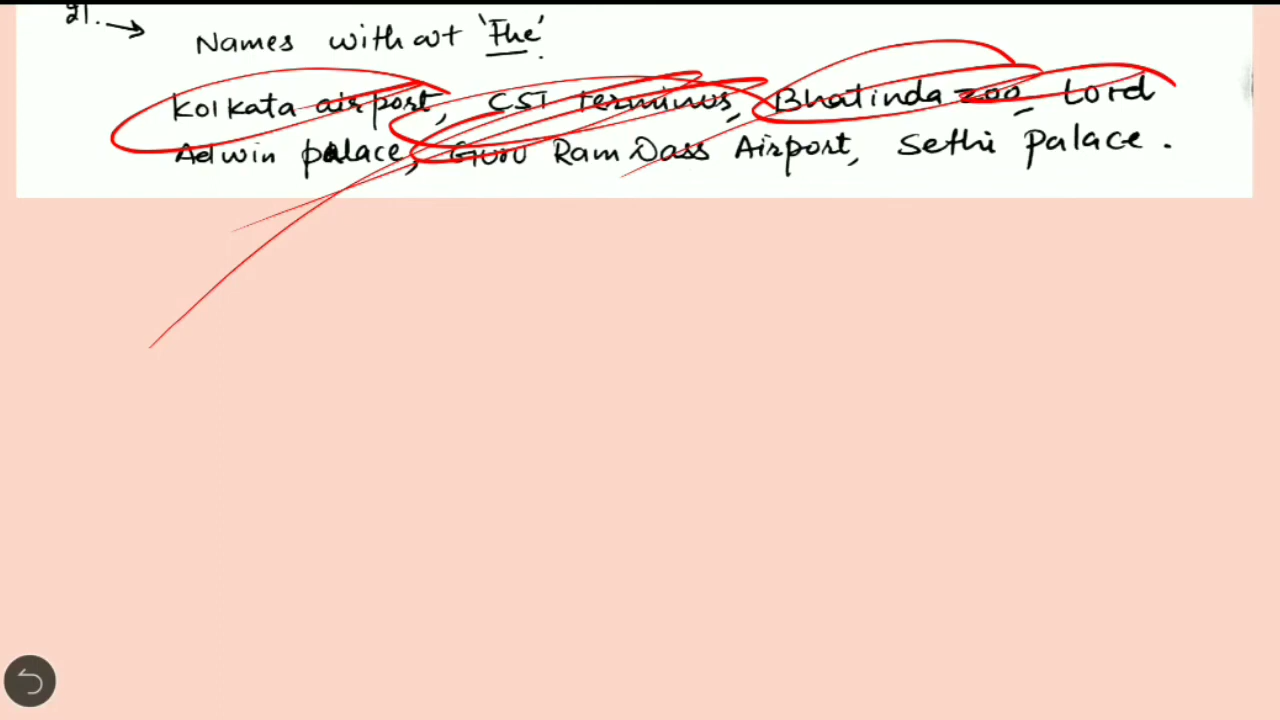 21. → Names without 'The'.
Kolkata airport, CST terminus, Bhatinda zoo, Lord
Adwin palace, Guru Ram Dass Airport, Sethi palace.